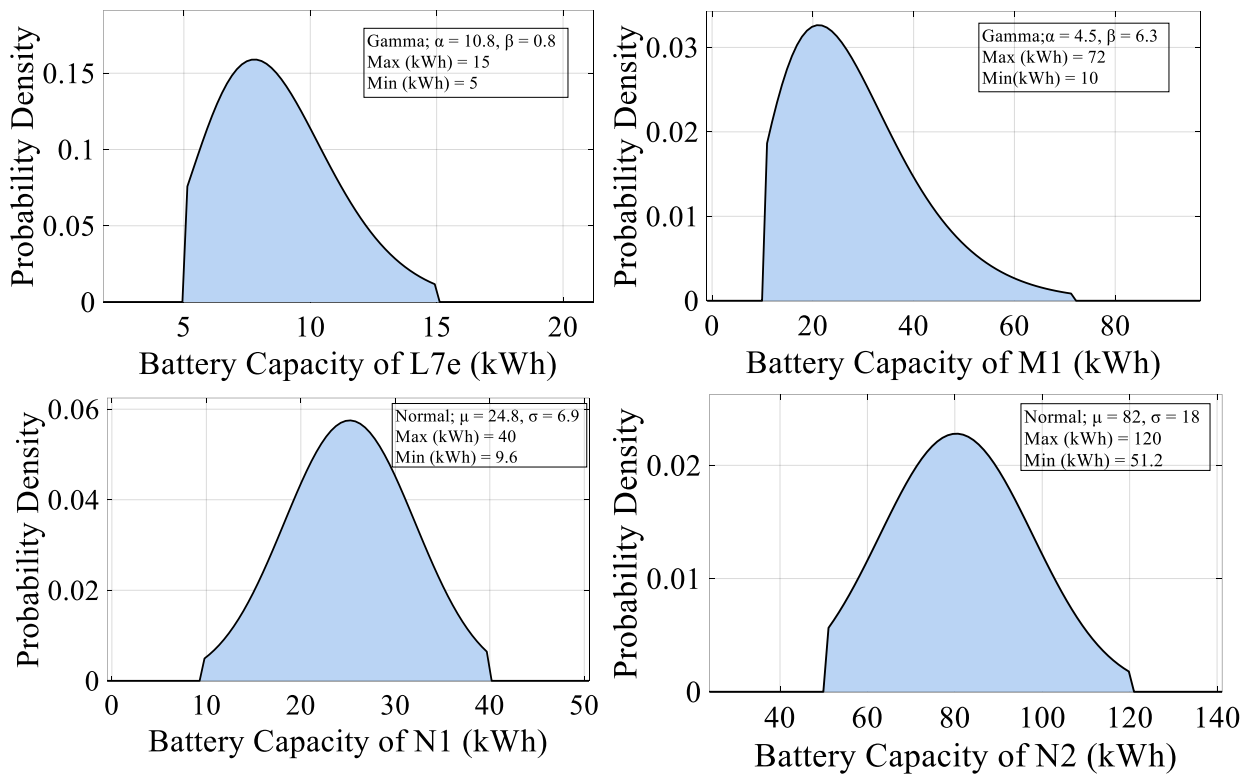 Probability Density
0.15
0.1
0.05
0
Gamma; α = 10.8, β = 0.8
Max (kWh) = 15
Min (kWh) = 5
5 10 15 20
Battery Capacity of L7e (kWh)
Probability Density
0.03
0.02
0.01
0
Gamma;α = 4.5, β = 6.3
Max (kWh) = 72
Min(kWh) = 10
0 20 40 60 80
Battery Capacity of M1 (kWh)
Probability Density
0.06
0.04
0.02
0
Normal; μ = 24.8, σ = 6.9
Max (kWh) = 40
Min (kWh) = 9.6
0 10 20 30 40 50
Battery Capacity of N1 (kWh)
Probability Density
0.02
0.01
0
Normal; μ = 82, σ = 18
Max (kWh) = 120
Min (kWh) = 51.2
40 60 80 100 120 140
Battery Capacity of N2 (kWh)